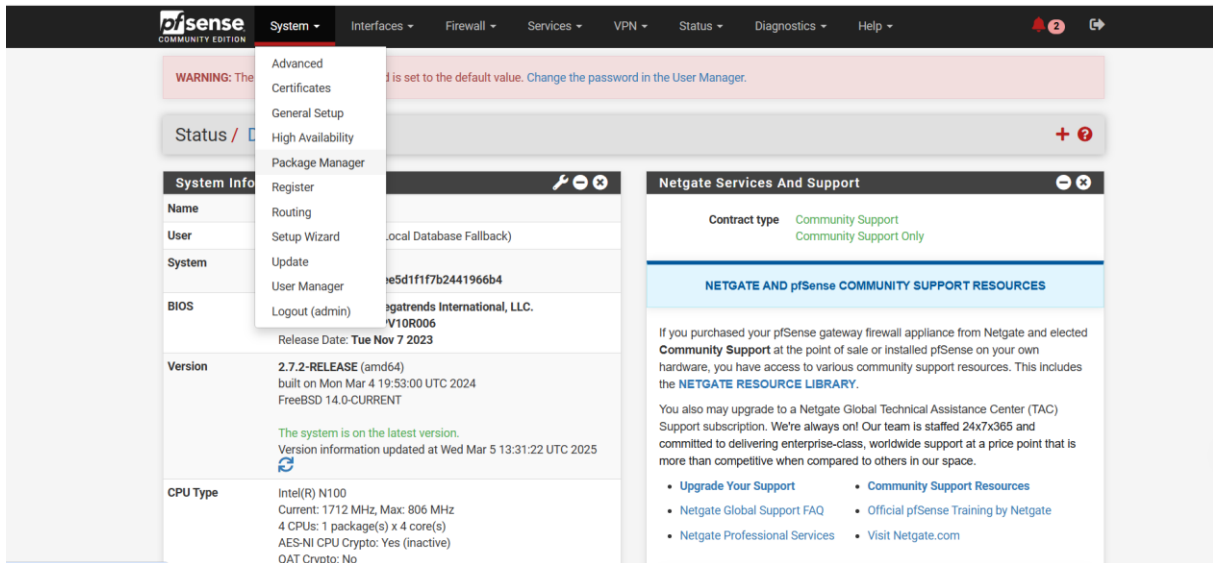 pfsense
COMMUNITY EDITION
System Interfaces Firewall Services VPN Status Diagnostics Help 2
Advanced
Certificates
General Setup
High Availability
Package Manager
Register
Routing
Setup Wizard
Update
User Manager
Logout (admin)
WARNING: The is set to the default value. Change the password in the User Manager.
Status /
System Info
Name
User ocal Database Fallback)
System
ee5d1f1f7b2441966b4
BIOS egatrends International, LLC.
V10R006
Release Date: Tue Nov 7 2023
Version 2.7.2-RELEASE (amd64)
built on Mon Mar 4 19:53:00 UTC 2024
FreeBSD 14.0-CURRENT
The system is on the latest version.
Version information updated at Wed Mar 5 13:31:22 UTC 2025
CPU Type Intel(R) N100
Current: 1712 MHz, Max: 806 MHz
4 CPUs: 1 package(s) x 4 core(s)
AES-NI CPU Crypto: Yes (inactive)
QAT Crypto: No
Netgate Services And Support
Contract type Community Support
Community Support Only
NETGATE AND pfSense COMMUNITY SUPPORT RESOURCES
If you purchased your pfSense gateway firewall appliance from Netgate and elected
Community Support at the point of sale or installed pfSense on your own
hardware, you have access to various community support resources. This includes
the NETGATE RESOURCE LIBRARY.
You also may upgrade to a Netgate Global Technical Assistance Center (TAC)
Support subscription. We're always on! Our team is staffed 24x7x365 and
committed to delivering enterprise-class, worldwide support at a price point that is
more than competitive when compared to others in our space.
Upgrade Your Support
Netgate Global Support FAQ
Netgate Professional Services
Community Support Resources
Official pfSense Training by Netgate
Visit Netgate.com